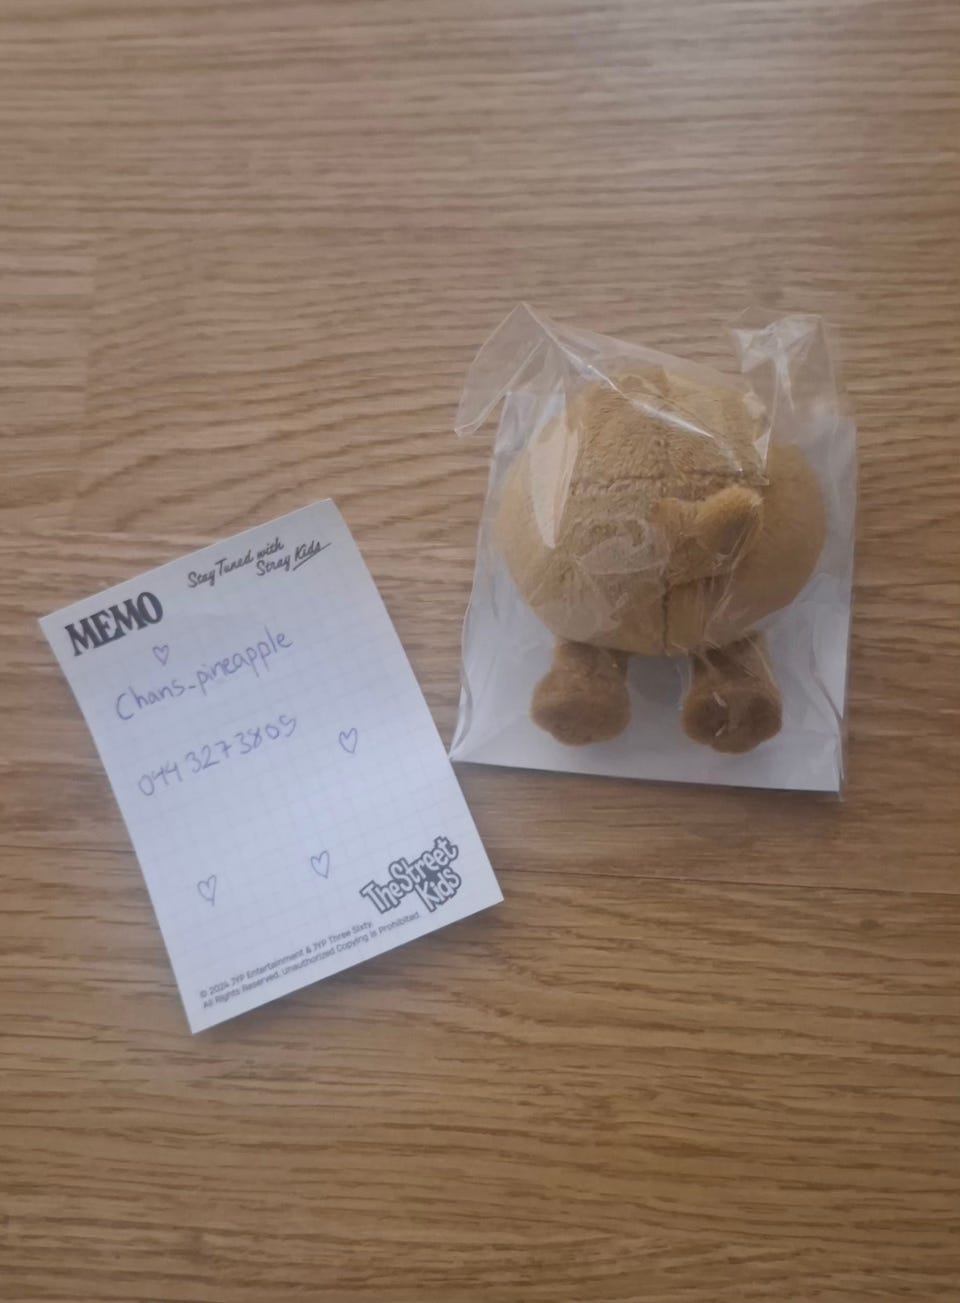 Stay Tuned with
Stray Kids
MEMO
Chans_pineapple
0443273809
The Street
Kids
© 2024 JYP Entertainment & JYP Three Sixty.
All Rights Reserved. Unauthorized Copying is Prohibited.